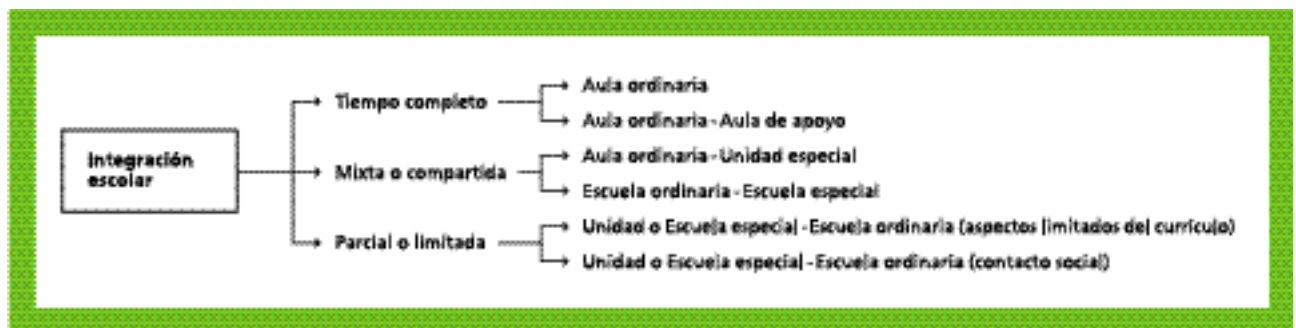 Integración
escolar
Tiempo completo
Aula ordinaria
Aula ordinaria - Aula de apoyo
Mixta o compartida
Aula ordinaria - Unidad especial
Escuela ordinaria - Escuela especial
Parcial o limitada
Unidad o Escuela especial - Escuela ordinaria (aspectos limitados del currículo)
Unidad o Escuela especial - Escuela ordinaria (contacto social)